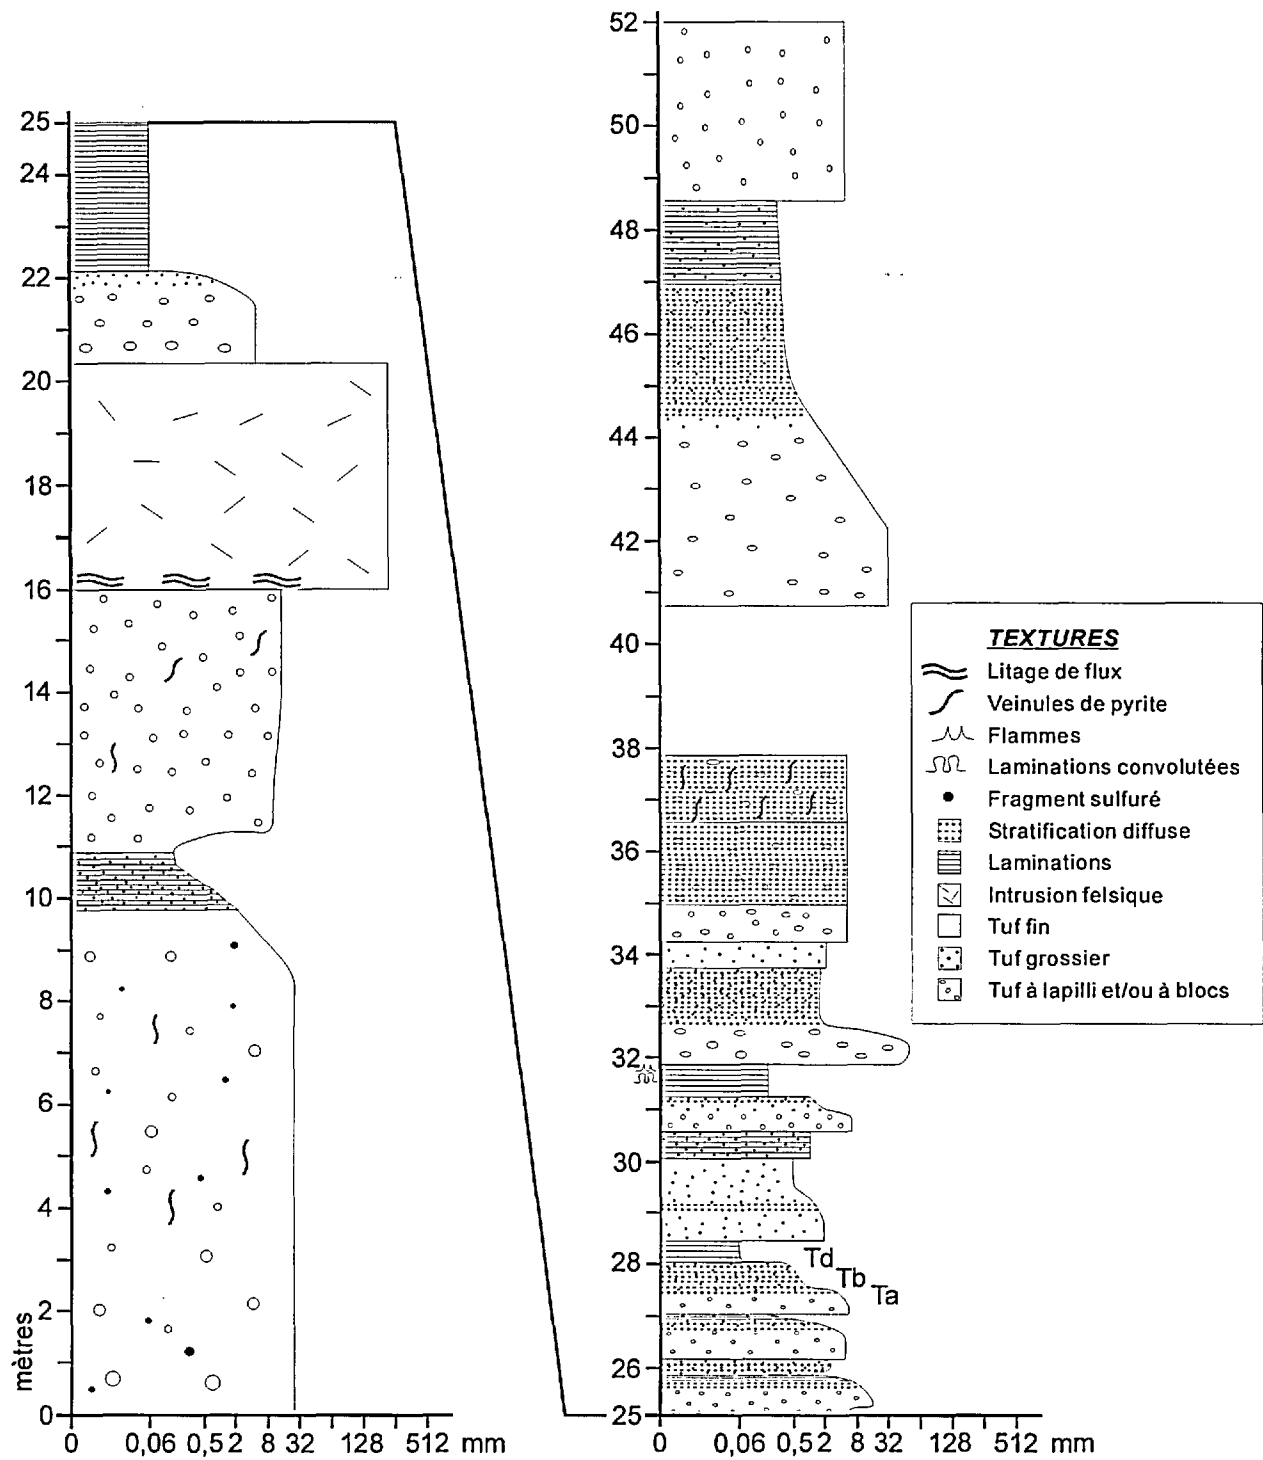 25
24
22
20
18
16
14
12
10
8
6
4
2
0
mètres
0 0,06 0,5 2 8 32 128 512 mm
52
50
48
46
44
42
40
38
36
34
32
30
28
26
25
Td
Tb
Ta
0 0,06 0,5 2 8 32 128 512 mm
TEXTURES
Litage de flux
Veinules de pyrite
Flammes
Laminations convolutées
Fragment sulfuré
Stratification diffuse
Laminations
Intrusion felsique
Tuf fin
Tuf grossier
Tuf à lapilli et/ou à blocs